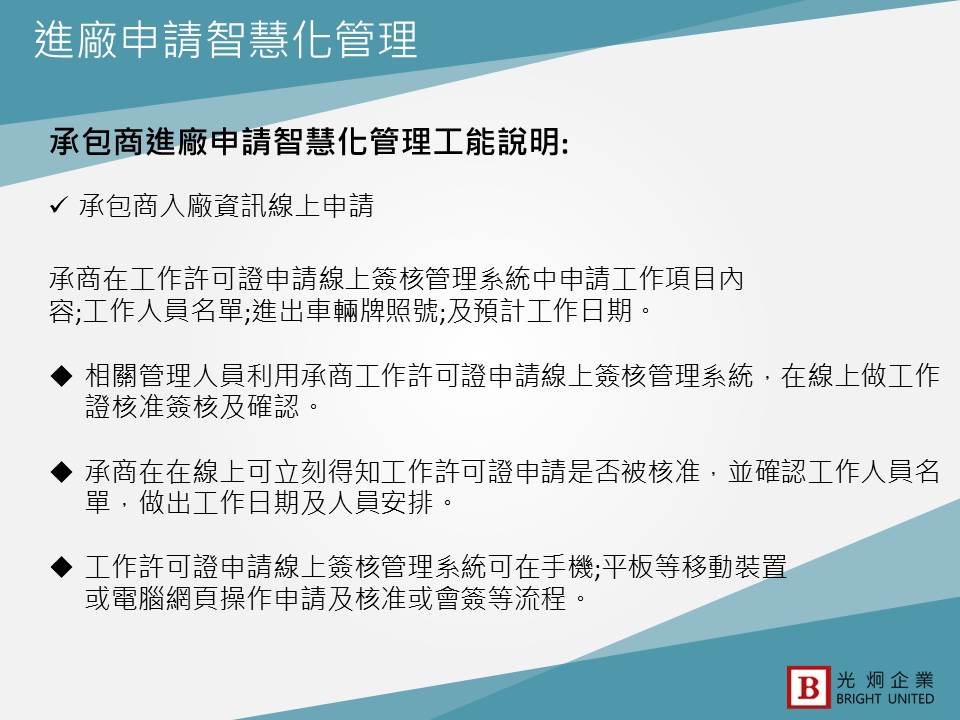 進廠申請智慧化管理
承包商進廠申請智慧化管理工能說明:
✓ 承包商入廠資訊線上申請
承商在工作許可證申請線上簽核管理系統中申請工作項目內
容;工作人員名單;進出車輛牌照號;及預計工作日期。
◆ 相關管理人員利用承商工作許可證申請線上簽核管理系統，在線上做工作
證核准簽核及確認。
◆ 承商在在線上可立刻得知工作許可證申請是否被核准，並確認工作人員名
單，做出工作日期及人員安排。
◆ 工作許可證申請線上簽核管理系統可在手機;平板等移動裝置
或電腦網頁操作申請及核准或會簽等流程。
B 光炯企業
BRIGHT UNITED